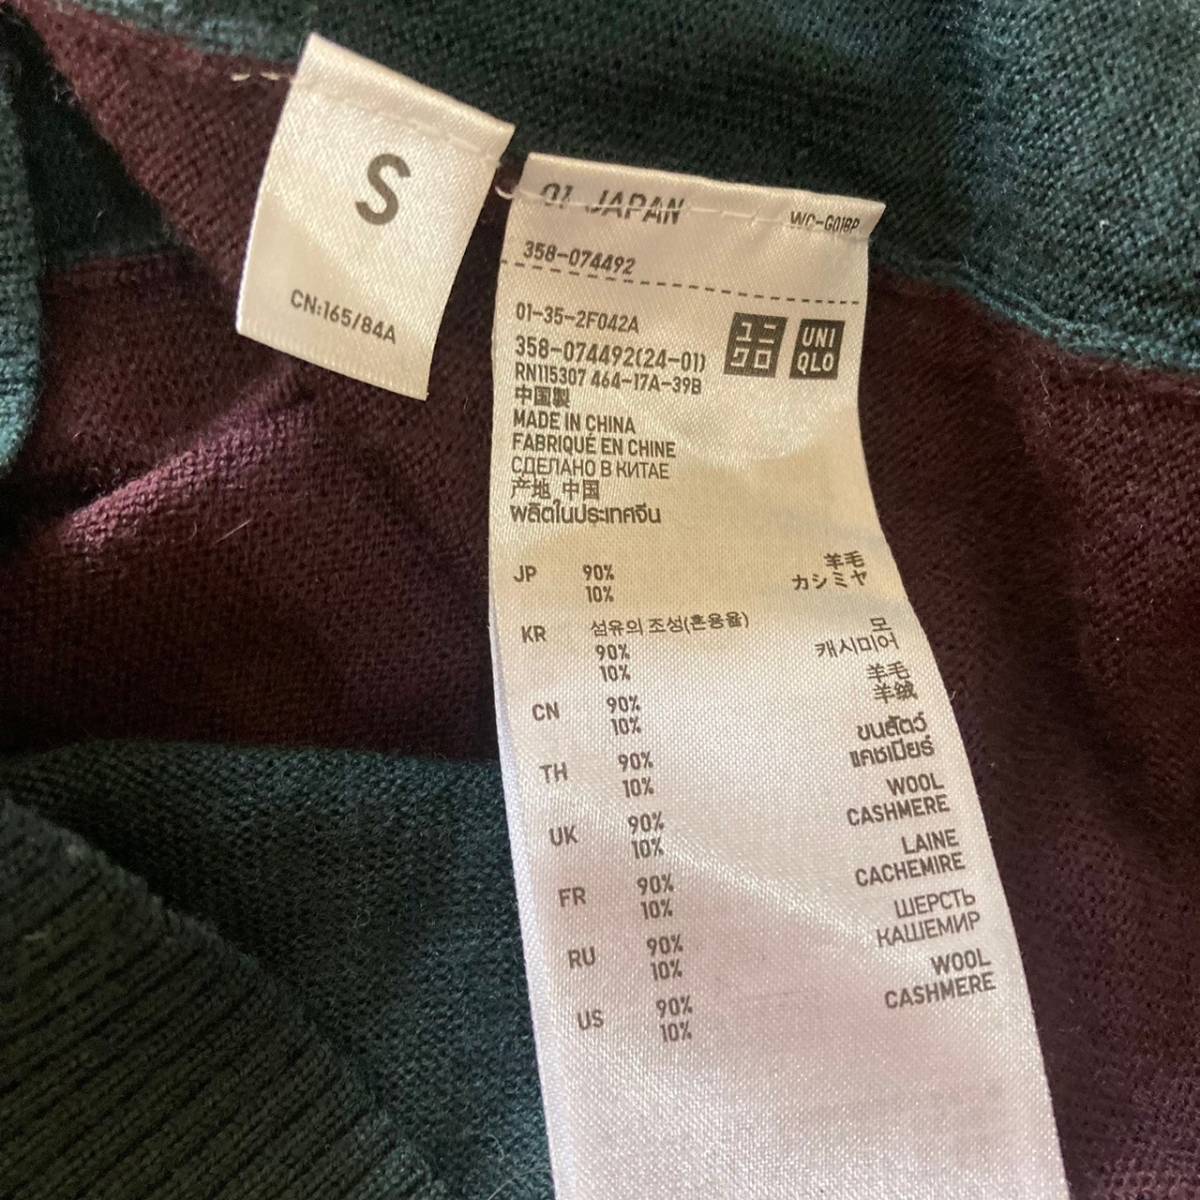 S
CN:165/84A
01 JAPAN
WC-G01BP
358-074492
01-35-2F042A
358-074492(24-01)
RN115307 464-17A-39B
ユニ
クロ
UNI
QLO
中国製
MADE IN CHINA
FABRIQUÉ EN CHINE
СДЕЛАНО В КИТАЕ
产地 中国
ผลิตในประเทศจีน
JP 90% 羊毛
10% カシミヤ
KR 섬유의 조성(혼용율)
90% 모
10% 캐시미어
CN 90% 羊毛
10% 羊绒
TH 90% ขนสัตว์
10% แคชเมียร์
UK 90% WOOL
10% CASHMERE
FR 90% LAINE
10% CACHEMIRE
RU 90% ШЕРСТЬ
10% КАШЕМИР
US 90% WOOL
10% CASHMERE